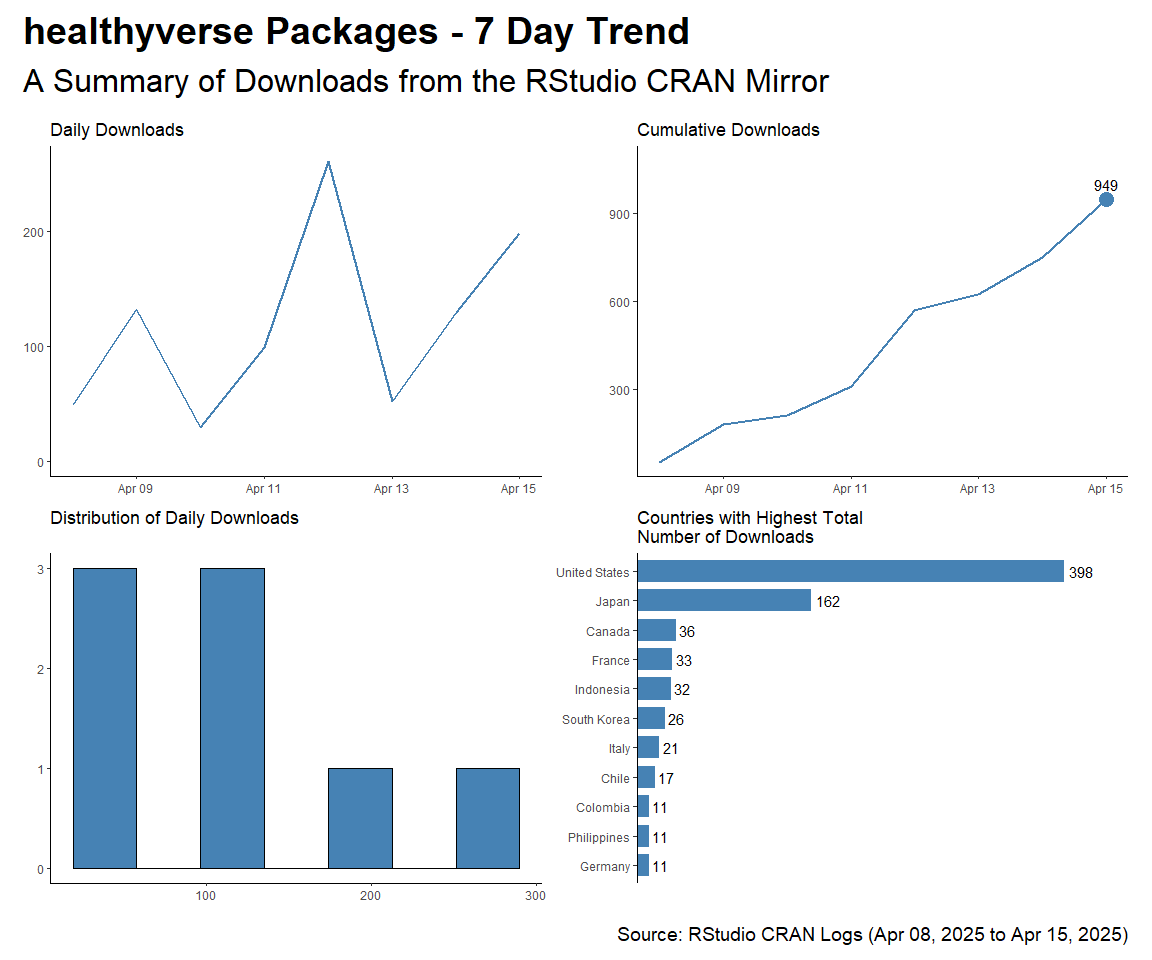 healthyverse Packages - 7 Day Trend
A Summary of Downloads from the RStudio CRAN Mirror
Daily Downloads
200
100
0
Apr 09
Apr 11
Apr 13
Apr 15
Cumulative Downloads
949
900
600
300
Apr 09
Apr 11
Apr 13
Apr 15
Distribution of Daily Downloads
3
2
1
0
100
200
300
Countries with Highest Total
Number of Downloads
United States 398
Japan 162
Canada 36
France 33
Indonesia 32
South Korea 26
Italy 21
Chile 17
Colombia 11
Philippines 11
Germany 11
Source: RStudio CRAN Logs (Apr 08, 2025 to Apr 15, 2025)